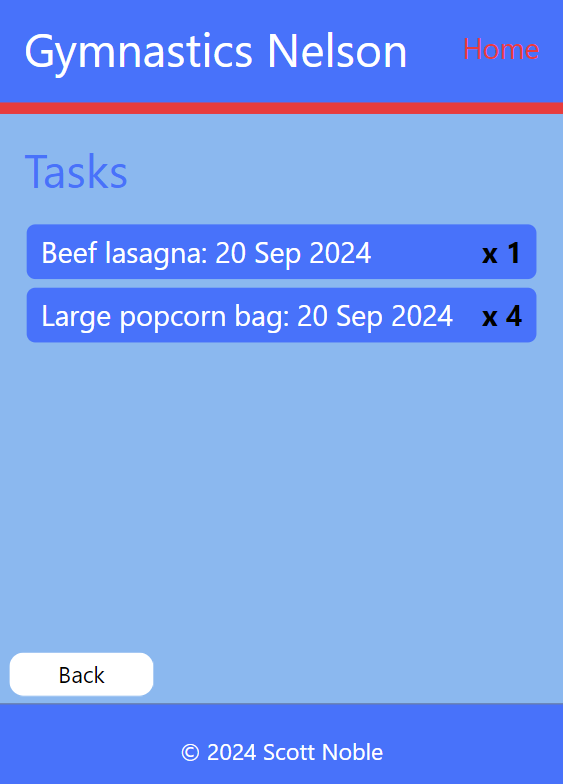 Gymnastics Nelson Home
Tasks
Beef lasagna: 20 Sep 2024 x 1
Large popcorn bag: 20 Sep 2024 x 4
Back
© 2024 Scott Noble